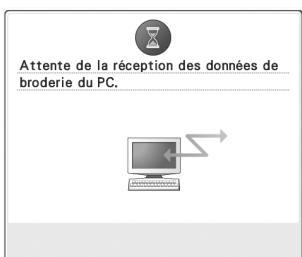 Attente de la réception des données de
broderie du PC.